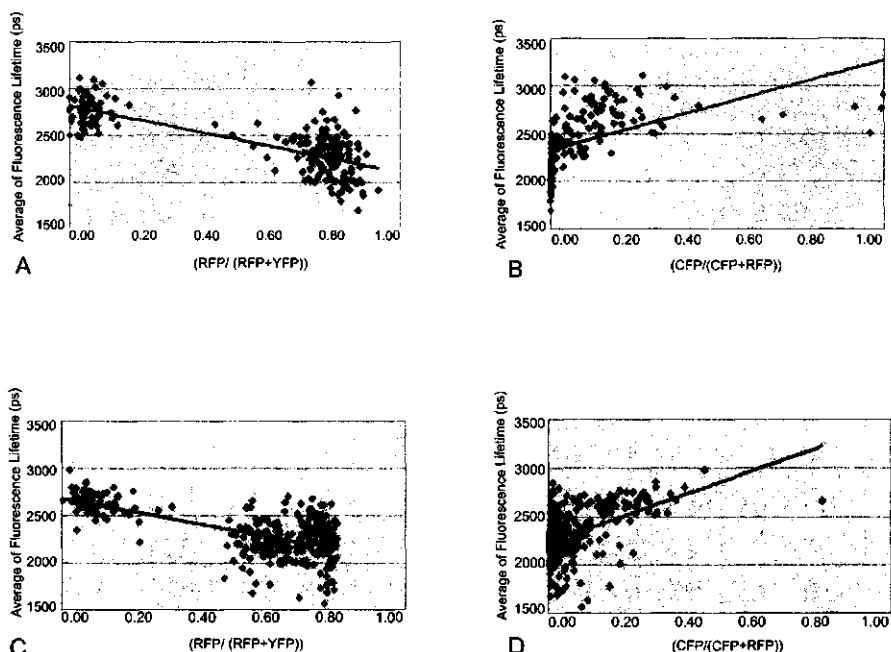 Average of Fluorescence Lifetime (ps)
3500
3000
2500
2000
1500
0.00 0.20 0.40 0.60 0.80 1.00
(RFP/ (RFP+YFP))
A
Average of Fluorescence Lifetime (ps)
3500
3000
2500
2000
1500
0.00 0.20 0.40 0.60 0.80 1.00
(CFP/(CFP+RFP))
B
Average of Fluorescence Lifetime (ps)
3500
3000
2500
2000
1500
0.00 0.20 0.40 0.60 0.80 1.00
(RFP/ (RFP+YFP))
C
Average of Fluorescence Lifetime (ps)
3500
3000
2500
2000
1500
0.00 0.20 0.40 0.60 0.80 1.00
(CFP/(CFP+RFP))
D